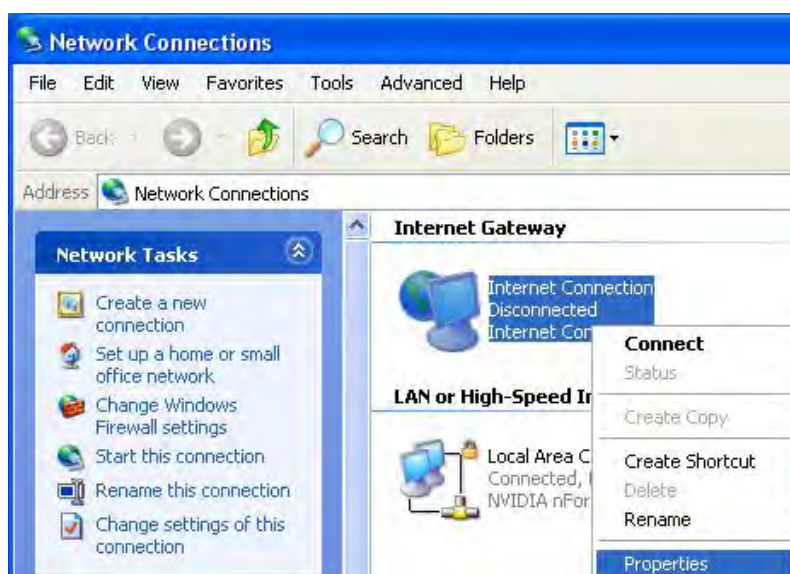 Network Connections
File Edit View Favorites Tools Advanced Help
Back Search Folders
Address Network Connections
Network Tasks
Create a new
connection
Set up a home or small
office network
Change Windows
Firewall settings
Start this connection
Rename this connection
Change settings of this
connection
Internet Gateway
Internet Connection
Disconnected
Internet Con
LAN or High-Speed In
Local Area C
Connected,
NVIDIA nFor
Connect
Status
Create Copy
Create Shortcut
Delete
Rename
Properties